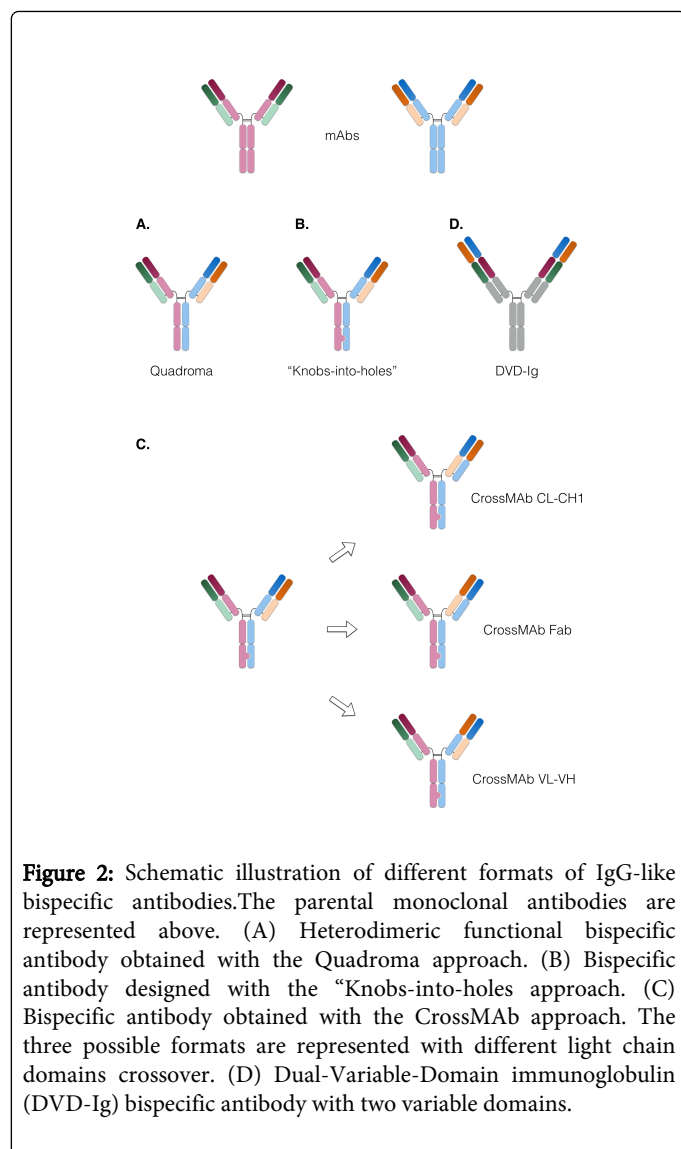 mAbs
A.
B.
D.
Quadroma
“Knobs-into-holes”
DVD-Ig
C.
CrossMAb CL-CH1
CrossMAb Fab
CrossMAb VL-VH
Figure 2: Schematic illustration of different formats of IgG-like
bispecific antibodies.The parental monoclonal antibodies are
represented above. (A) Heterodimeric functional bispecific
antibody obtained with the Quadroma approach. (B) Bispecific
antibody designed with the “Knobs-into-holes approach. (C)
Bispecific antibody obtained with the CrossMAb approach. The
three possible formats are represented with different light chain
domains crossover. (D) Dual-Variable-Domain immunoglobulin
(DVD-Ig) bispecific antibody with two variable domains.